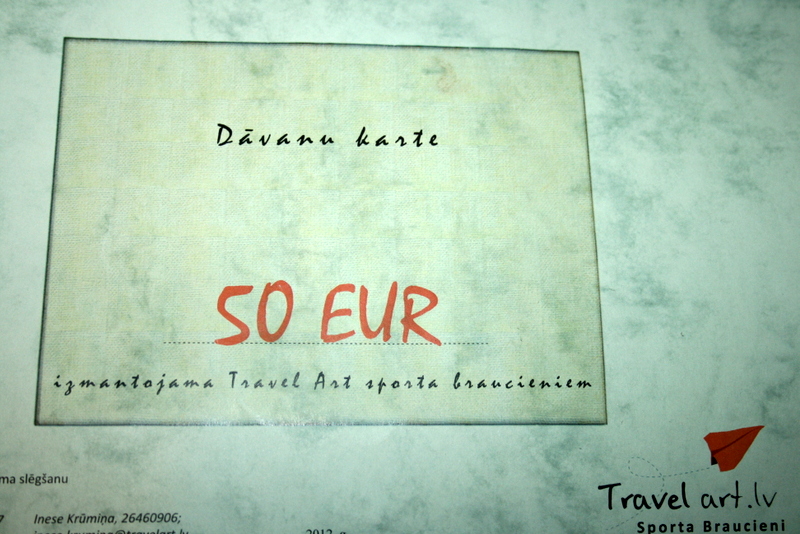 Dāvanu karte
50 EUR
izmantojama Travel Art sporta braucieniem
ma slēgšanu
7 Inese Krūmiņa, 26460906;
Travel art.lv
Sporta Braucieni